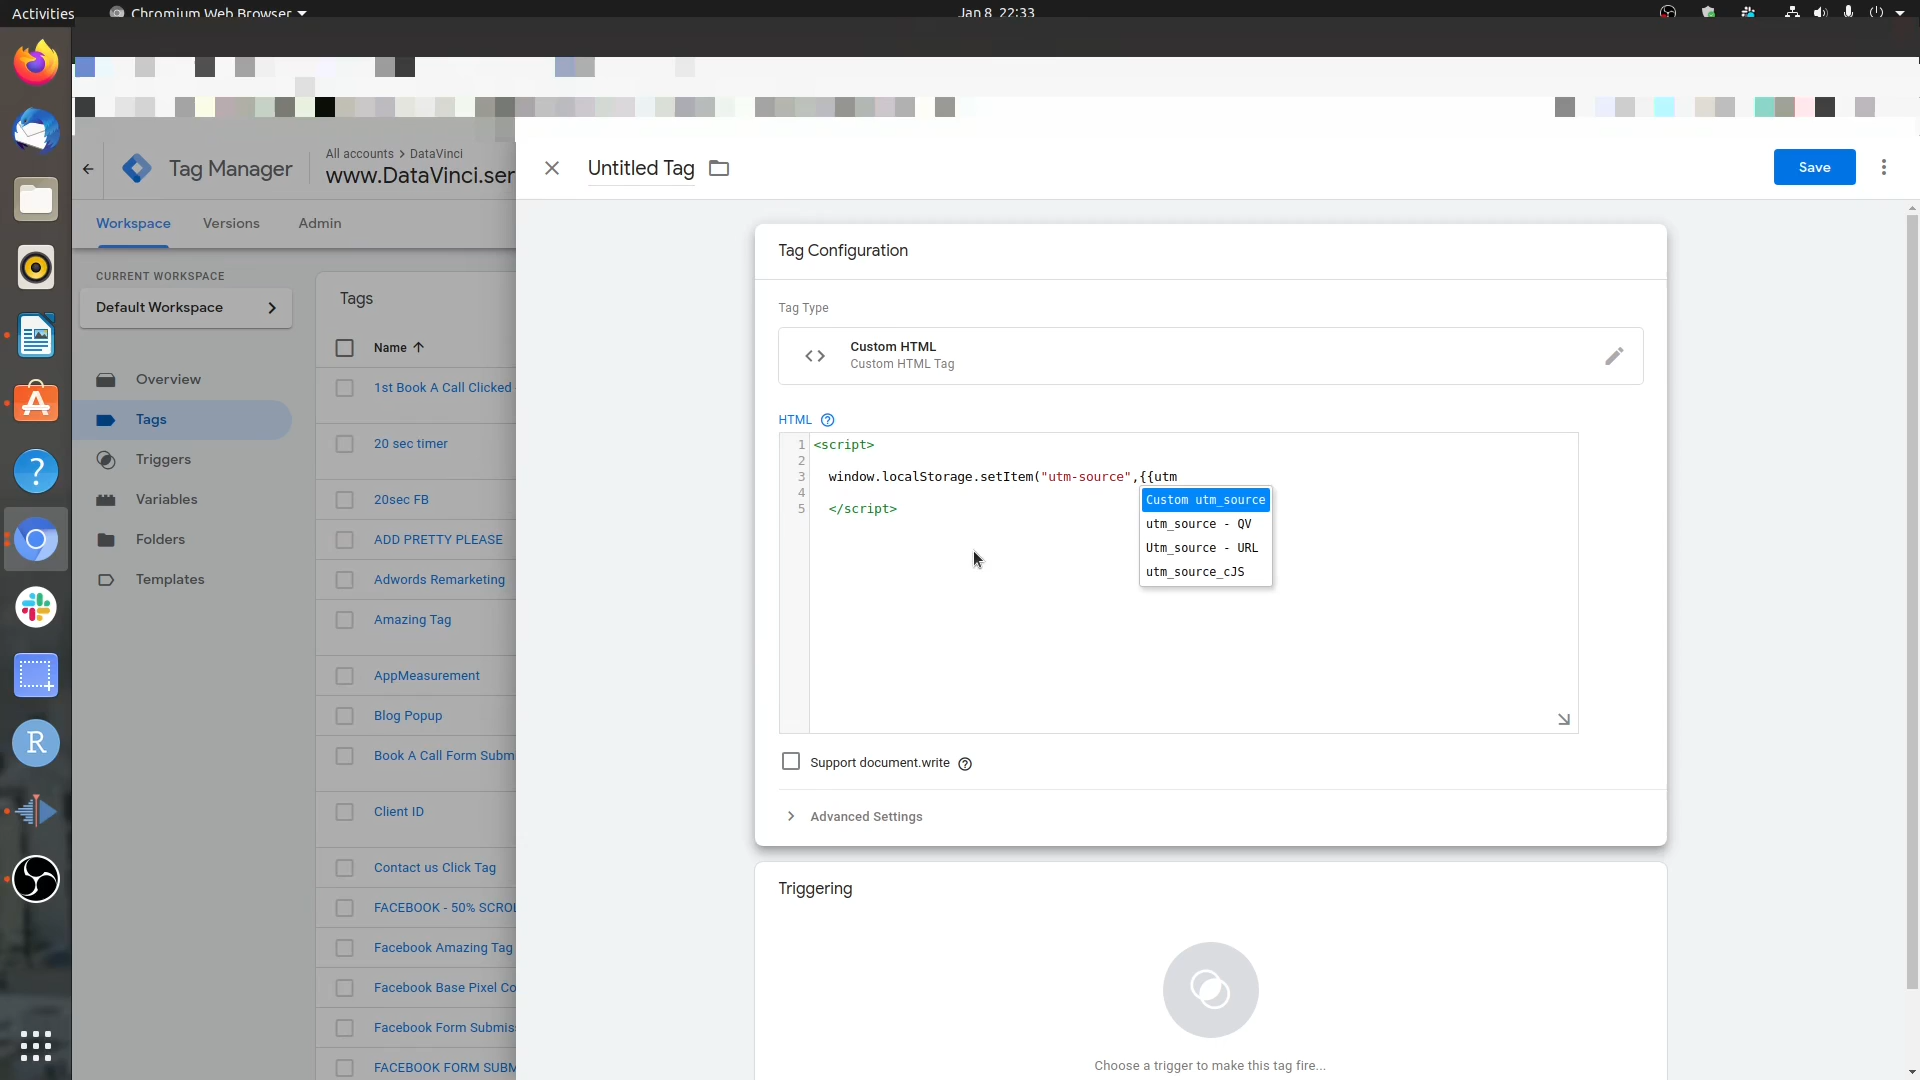 Activities
Chromium Web Browser
Jan 8 22:33
Tag Manager
All accounts > DataVinci
www.DataVinci.ser
Untitled Tag
Save
Workspace
Versions
Admin
CURRENT WORKSPACE
Default Workspace
Overview
Tags
Triggers
Variables
Folders
Templates
Tags
Name
1st Book A Call Clicked
20 sec timer
20sec FB
ADD PRETTY PLEASE
Adwords Remarketing
Amazing Tag
AppMeasurement
Blog Popup
Book A Call Form Subm
Client ID
Contact us Click Tag
FACEBOOK - 50% SCROL
Facebook Amazing Tag
Facebook Base Pixel Co
Facebook Form Submis
FACEBOOK FORM SUBM
Tag Configuration
Tag Type
Custom HTML
Custom HTML Tag
HTML
1 <script>
2
3 window.localStorage.setItem("utm-source",{{utm
4
5 </script>
Custom utm_source
utm_source - QV
Utm_source - URL
utm_source_cJS
Support document.write
Advanced Settings
Triggering
Choose a trigger to make this tag fire...
R